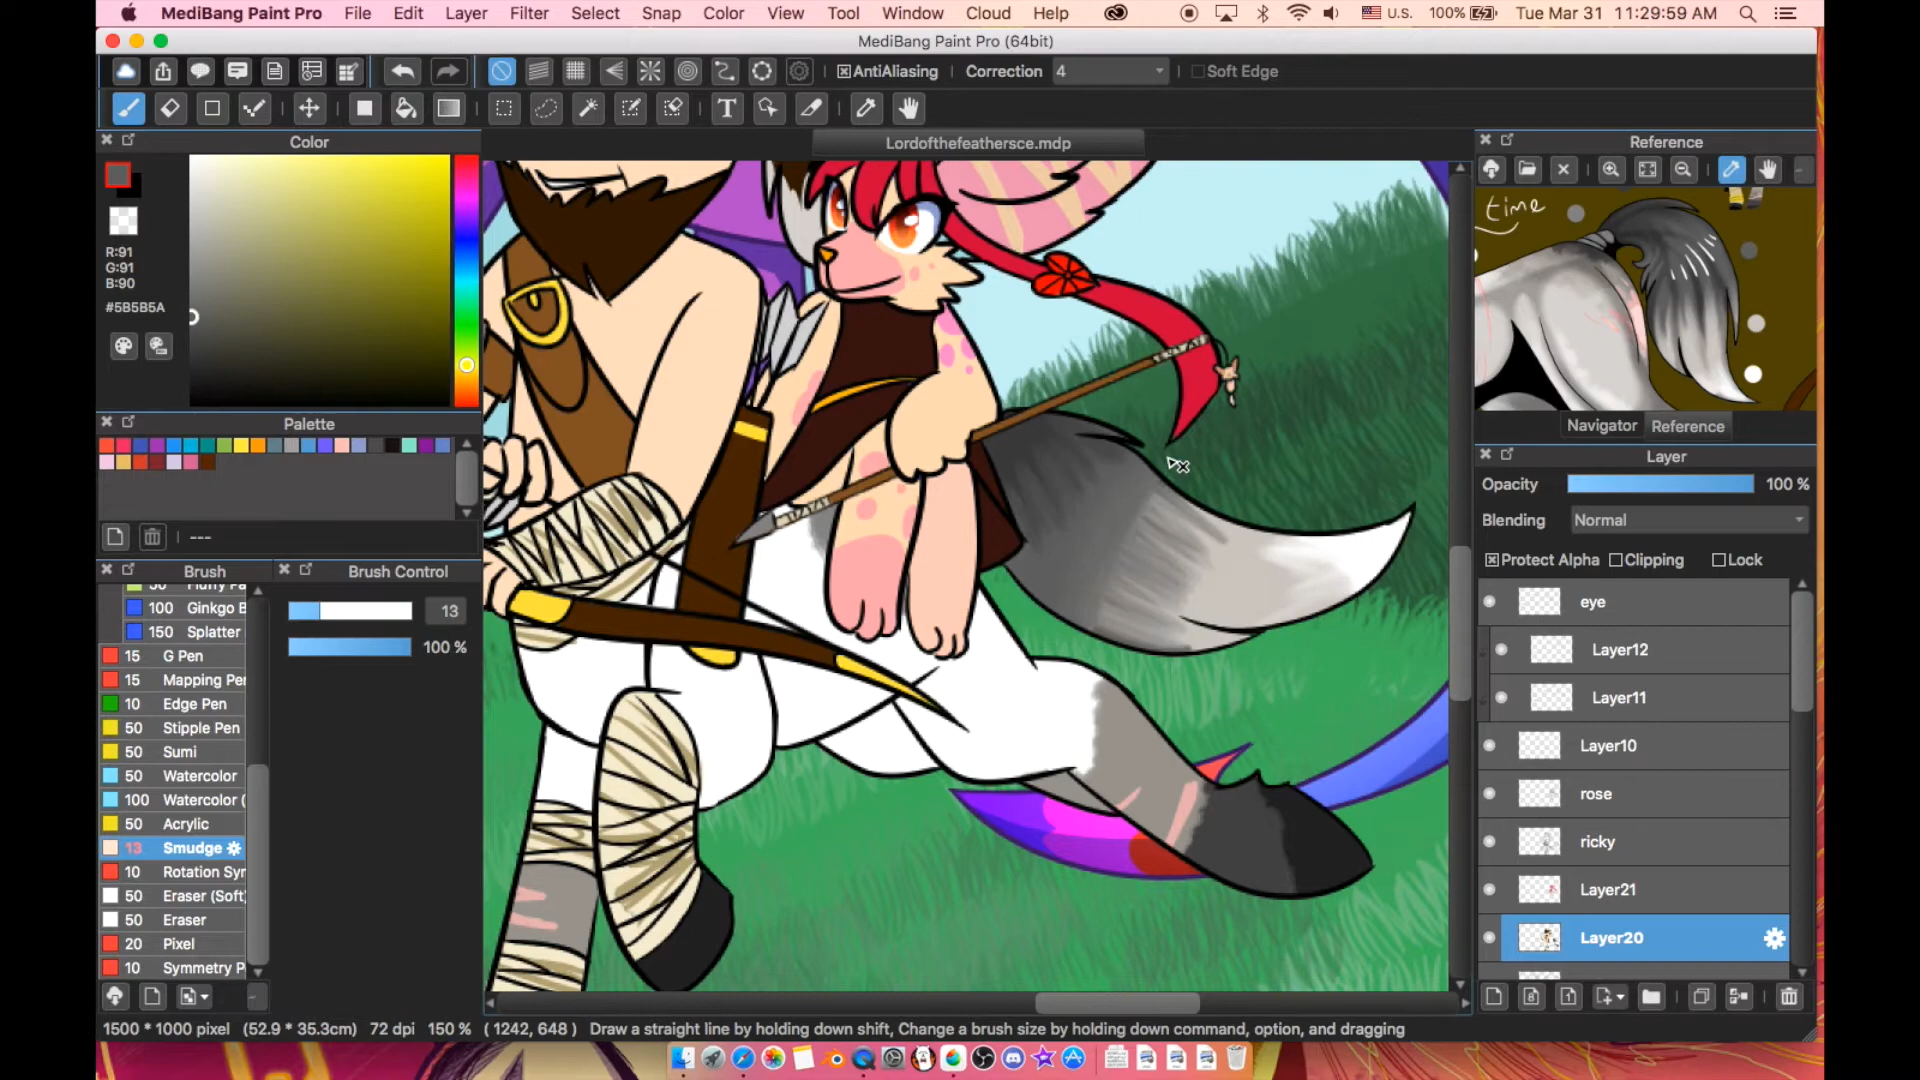 MediBang Paint Pro File Edit Layer Filter Select Snap Color View Tool Window Cloud Help U.S. 100% Tue Mar 31 11:29:59 AM
MediBang Paint Pro (64bit)
AntiAliasing Correction 4 Soft Edge
T
Color
Lordofthefeathersce.mdp
Reference
time
R:91
G:91
B:90
#5B5B5A
Palette
---
Navigator Reference
Layer
Opacity 100 %
Blending Normal
Protect Alpha Clipping Lock
Brush
Brush Control
13
100 %
100 Ginkgo B
150 Splatter
15 G Pen
15 Mapping Pe
10 Edge Pen
50 Stipple Pen
50 Sumi
50 Watercolor
100 Watercolor (
50 Acrylic
13 Smudge
10 Rotation Syr
50 Eraser (Soft)
50 Eraser
20 Pixel
10 Symmetry P
eye
Layer12
Layer11
Layer10
rose
ricky
Layer21
Layer20
1500 * 1000 pixel (52.9 * 35.3cm) 72 dpi 150 % ( 1242, 648 ) Draw a straight line by holding down shift, Change a brush size by holding down command, option, and dragging